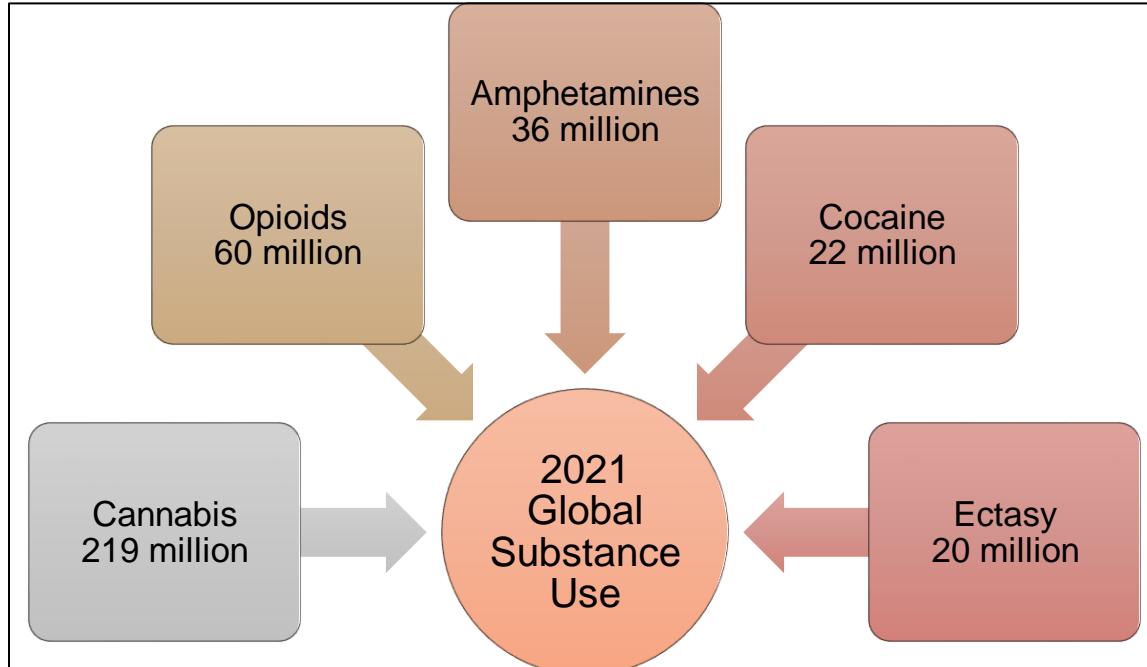 Amphetamines
36 million
Opioids
60 million
Cocaine
22 million
Cannabis
219 million
2021
Global
Substance
Use
Ectasy
20 million